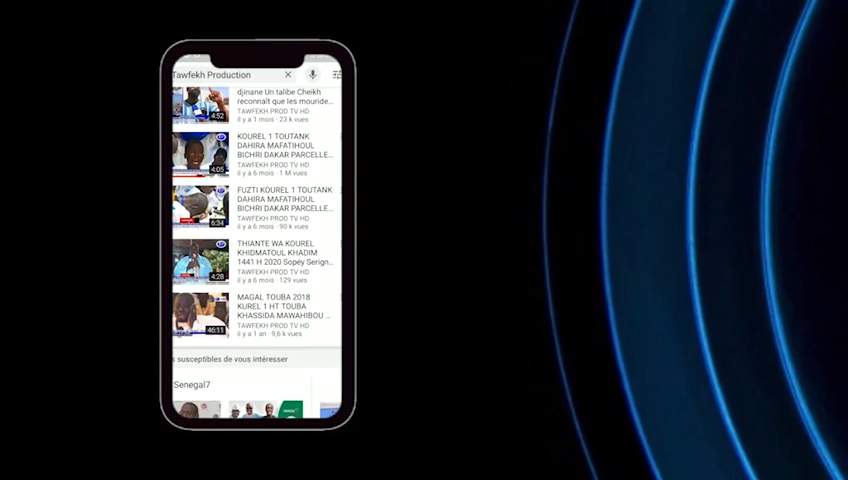 Tawfekh Production
djinane Un talibe Cheikh
reconnaît que les mouride...
TAWFEKH PROD TV HD
il y a 1 mois · 23 k vues
4:52
KOUREL 1 TOUTANK
DAHIRA MAFATIHOUL
BICHRI DAKAR PARCELLE...
TAWFEKH PROD TV HD
il y a 6 mois · 1 M vues
4:05
FUZTI KOUREL 1 TOUTANK
DAHIRA MAFATIHOUL
BICHRI DAKAR PARCELLE...
TAWFEKH PROD TV HD
il y a 6 mois · 90 k vues
6:34
THIANTE WA KOUREL
KHIDMATOUL KHADIM
1441 H 2020 Sopéy Serign...
TAWFEKH PROD TV HD
il y a 6 mois · 129 vues
4:28
MAGAL TOUBA 2018
KUREL 1 HT TOUBA
KHASSIDA MAWAHIBOU ...
TAWFEKH PROD TV HD
il y a 1 an · 9,6 k vues
46:11
s susceptibles de vous intéresser
Senegal7